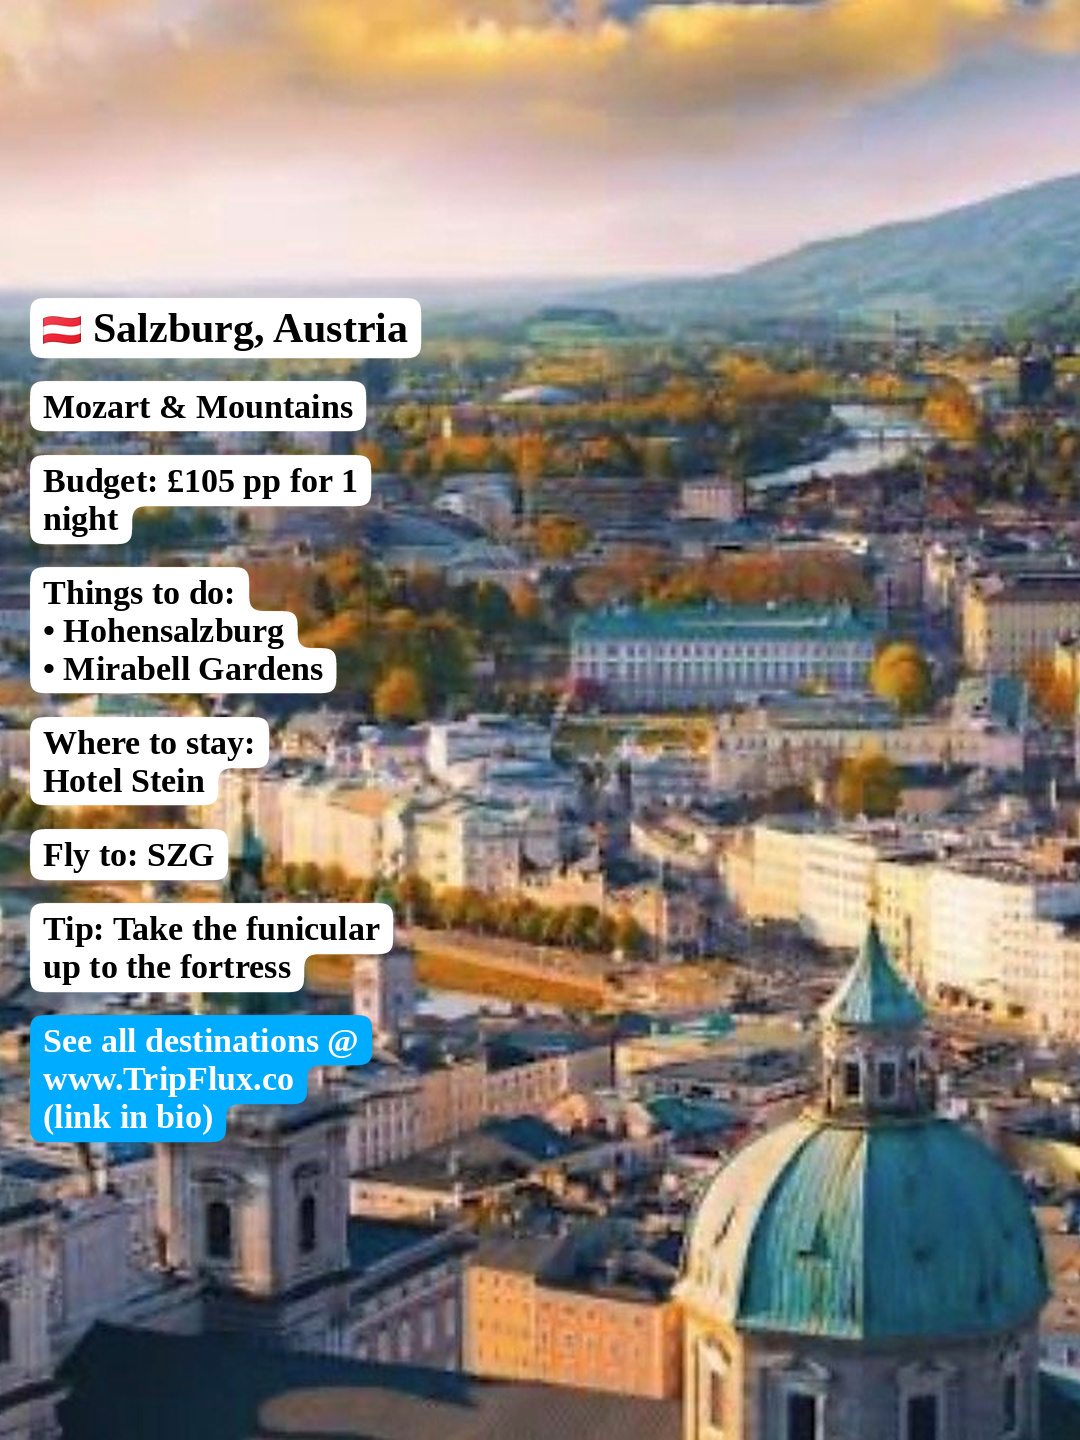 🇦🇹 Salzburg, Austria
Mozart & Mountains
Budget: £105 pp for 1
night
Things to do:
• Hohensalzburg
• Mirabell Gardens
Where to stay:
Hotel Stein
Fly to: SZG
Tip: Take the funicular
up to the fortress
See all destinations @
www.TripFlux.co
(link in bio)